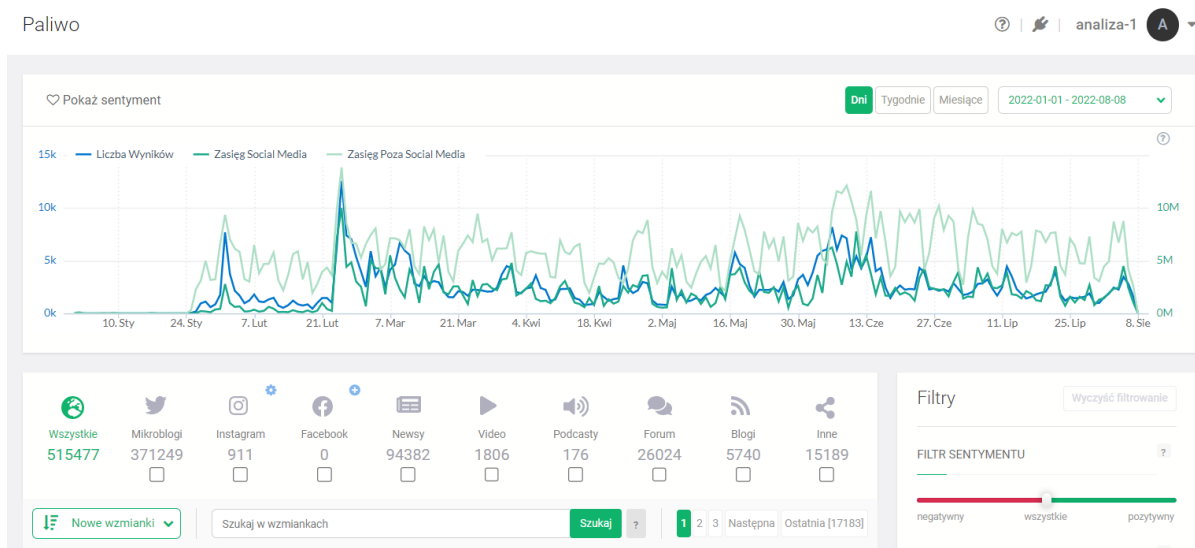 Paliwo
? | | analiza-1 A
Pokaż sentyment
Dni Tygodnie Miesiące 2022-01-01 - 2022-08-08
?
15k Liczba Wyników Zasięg Social Media Zasięg Poza Social Media
10k 10M
5k 5M
0k 0M
10. Sty 24. Sty 7. Lut 21. Lut 7. Mar 21. Mar 4. Kwi 18. Kwi 2. Maj 16. Maj 30. Maj 13. Cze 27. Cze 11. Lip 25. Lip 8. Sie
Wszystkie Mikroblogi Instagram Facebook Newsy Video Podcasty Forum Blogi Inne
515477 371249 911 0 94382 1806 176 26024 5740 15189
Nowe wzmianki Szukaj w wzmiankach Szukaj ? 1 2 3 Następna Ostatnia [17183]
Filtry Wyczyść filtrowanie
FILTR SENTYMENTU ?
negatywny wszystkie pozytywny